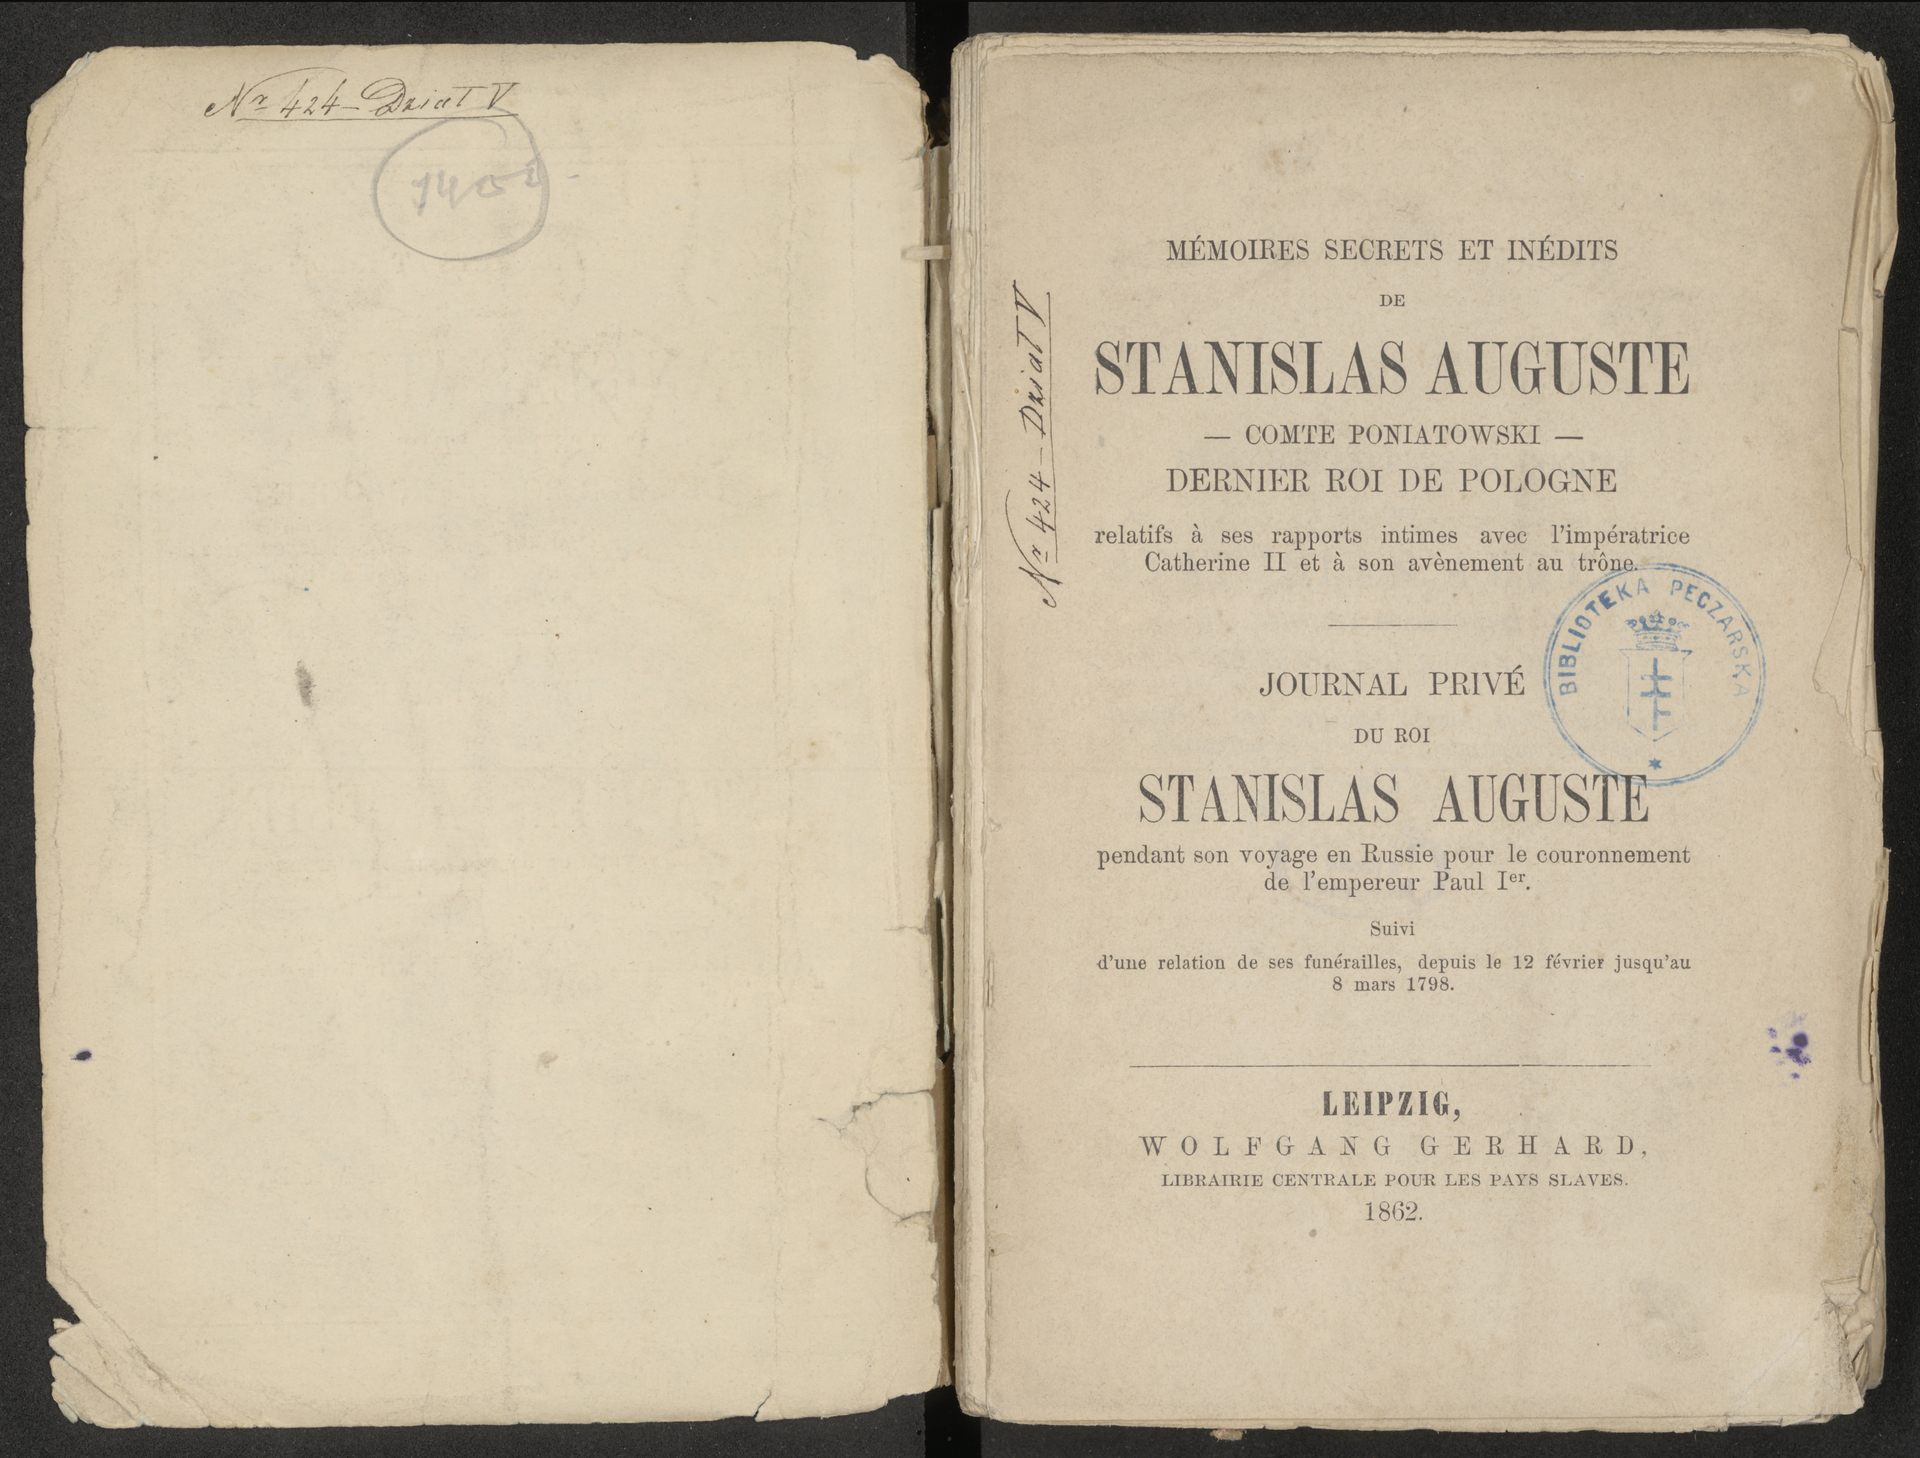 Nr 424 – Dział V
MÉMOIRES SECRETS ET INÉDITS
DE
STANISLAS AUGUSTE
— COMTE PONIATOWSKI —
DERNIER ROI DE POLOGNE
relatifs à ses rapports intimes avec l'impératrice
Catherine II et à son avènement au trône.
Nr 424 – Dział V
BIBLIOTEKA PECZARSKA
JOURNAL PRIVÉ
DU ROI
STANISLAS AUGUSTE
pendant son voyage en Russie pour le couronnement
de l'empereur Paul Ier.
Suivi
d'une relation de ses funérailles, depuis le 12 février jusqu'au
8 mars 1798.
LEIPZIG,
WOLFGANG GERHARD,
LIBRAIRIE CENTRALE POUR LES PAYS SLAVES.
1862.